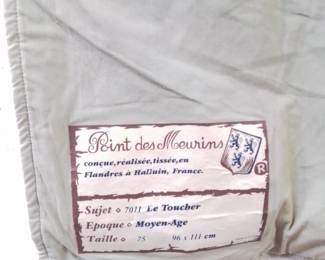 Point des Meurins
conçue,réalisée,tissée,en
Flandres à Halluin, France.
®
Sujet ◇ 7011 Le Toucher
Epoque ◇ Moyen-Age
Taille ◇ 75 96 x 111 cm